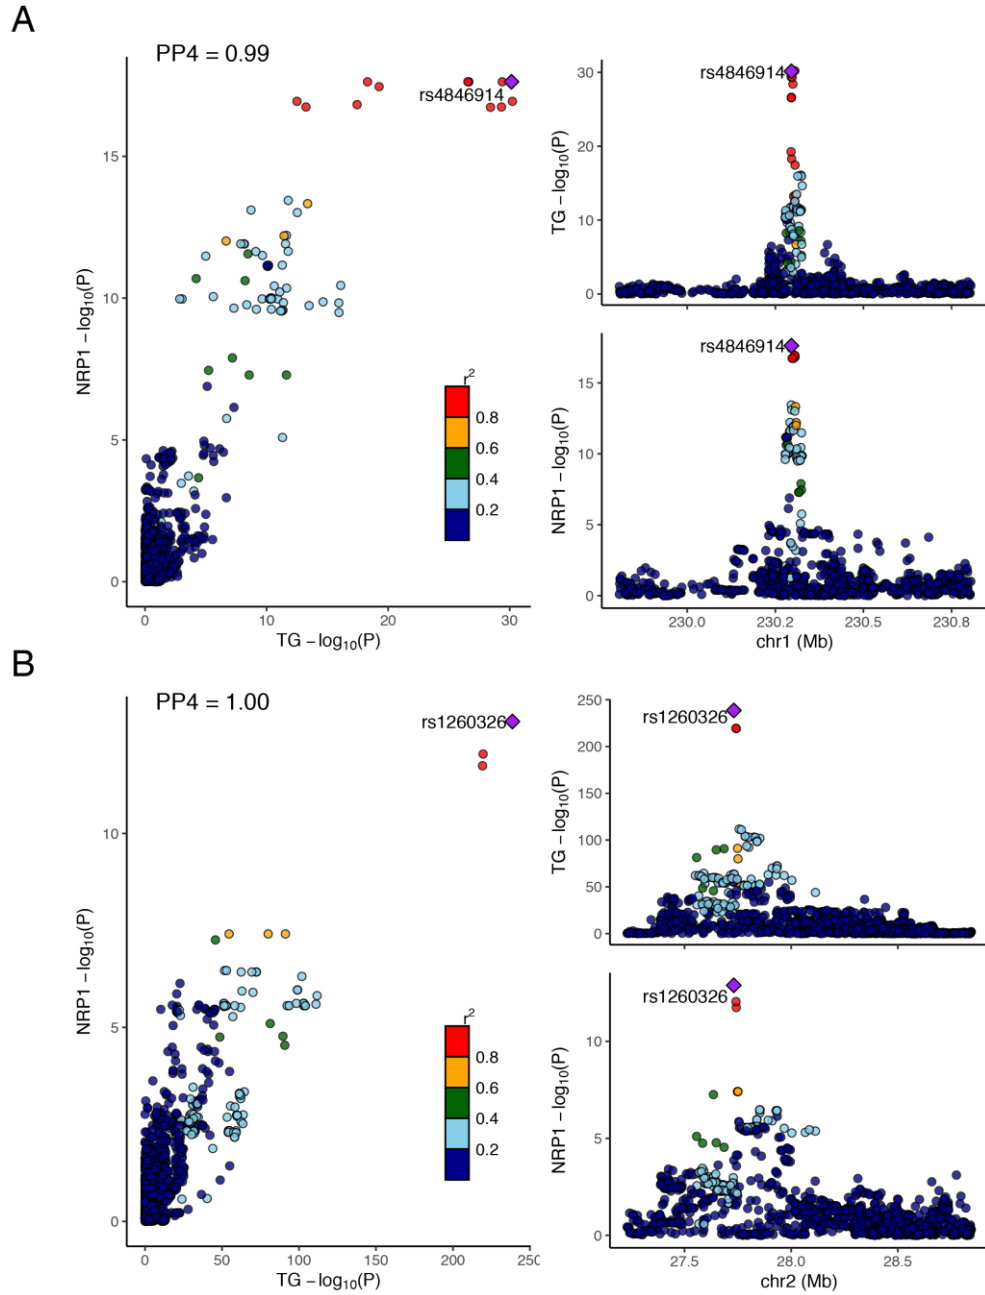 A
PP4 = 0.99
rs4846914
NRP1 −log10(P)
15
10
5
0
r2
0.8
0.6
0.4
0.2
0 10 20 30
TG −log10(P)
rs4846914
TG −log10(P)
30
20
10
0
rs4846914
NRP1 −log10(P)
15
10
5
0
230.0 230.2 230.5 230.8
chr1 (Mb)
B
PP4 = 1.00
rs1260326
NRP1 −log10(P)
10
5
0
r2
0.8
0.6
0.4
0.2
0 50 100 150 200 250
TG −log10(P)
rs1260326
TG −log10(P)
250
200
150
100
50
0
rs1260326
NRP1 −log10(P)
10
5
0
27.5 28.0 28.5
chr2 (Mb)